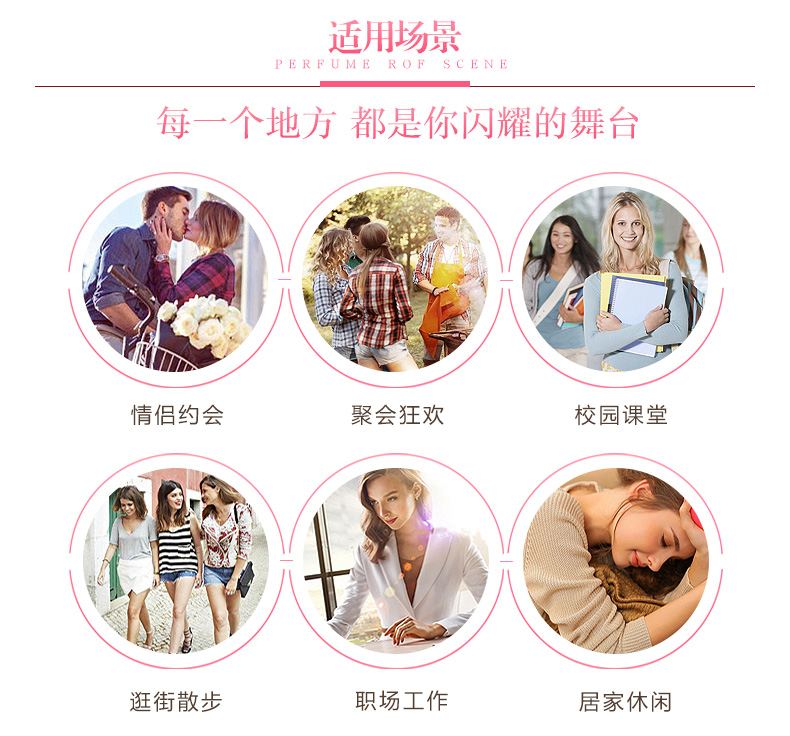 适用场景
PERFUME ROF SCENE
每一个地方 都是你闪耀的舞台
情侣约会
聚会狂欢
校园课堂
逛街散步
职场工作
居家休闲